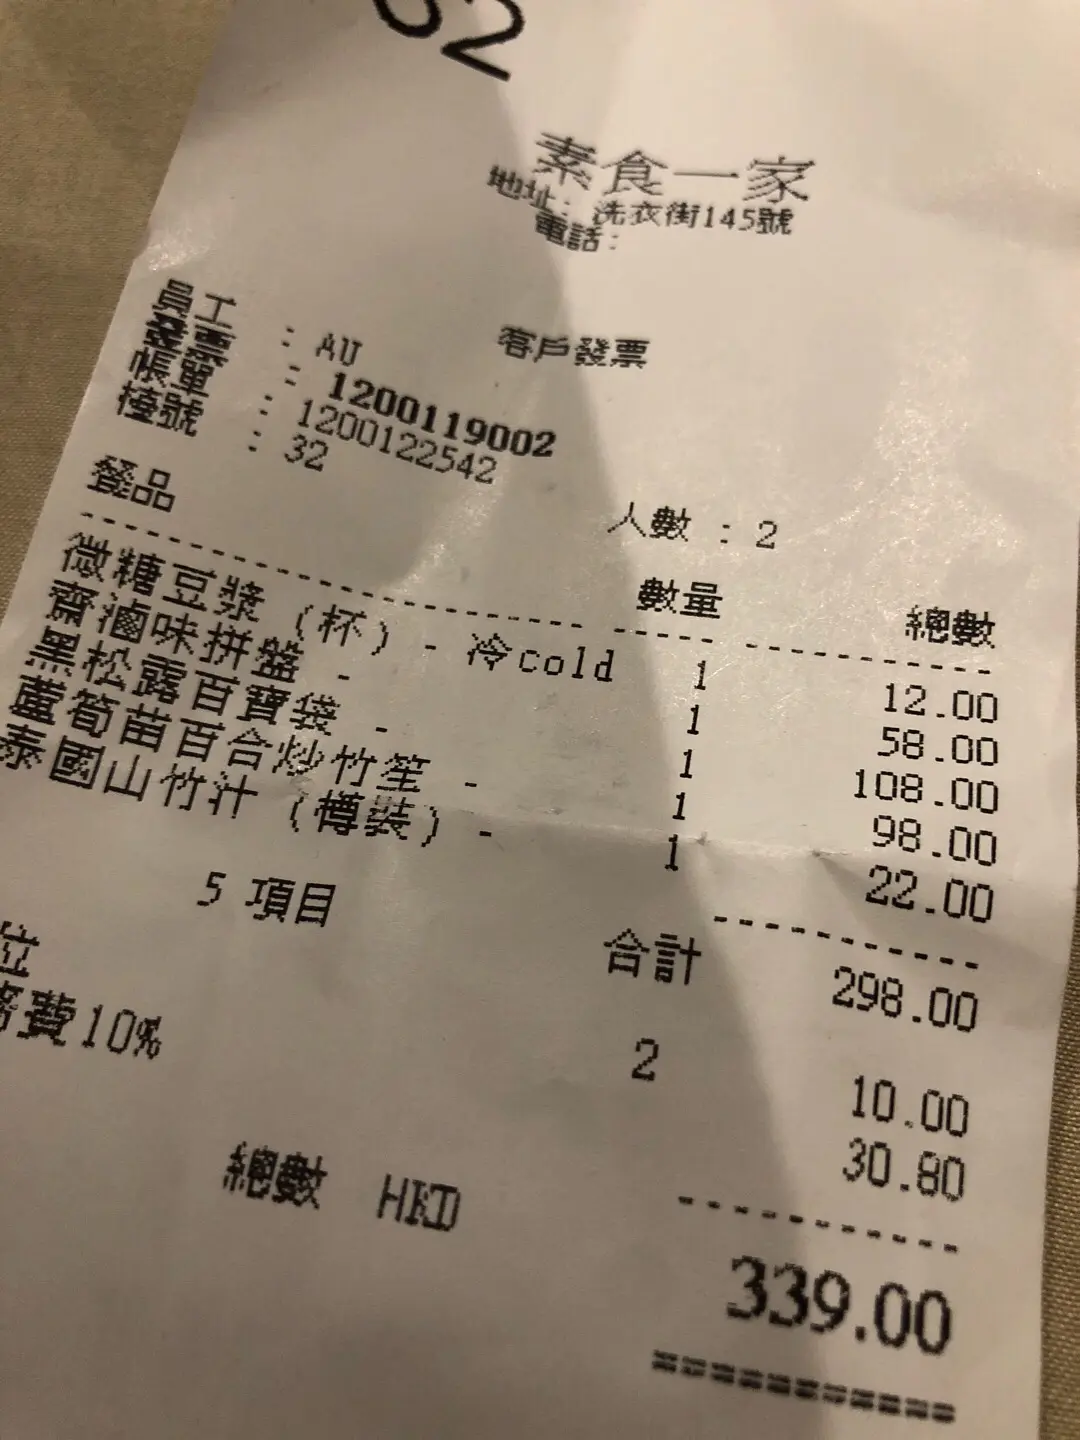 32
素食一家
地址: 洗衣街145號
電話:
客戶發票
員工 : AU
發票 : 1200119002
帳單 : 1200122542
檯號 : 32
人數 : 2
餐品 數量 總數
微糖豆漿 (杯) - 冷cold 1 12.00
齋滷味拼盤 - 1 58.00
黑松露百寶袋 - 1 108.00
蘆筍苗百合炒竹笙 - 1 98.00
泰國山竹汁 (樽裝) - 1 22.00
5 項目 合計 298.00
位 2 10.00
費10% 30.80
總數 HKD 339.00